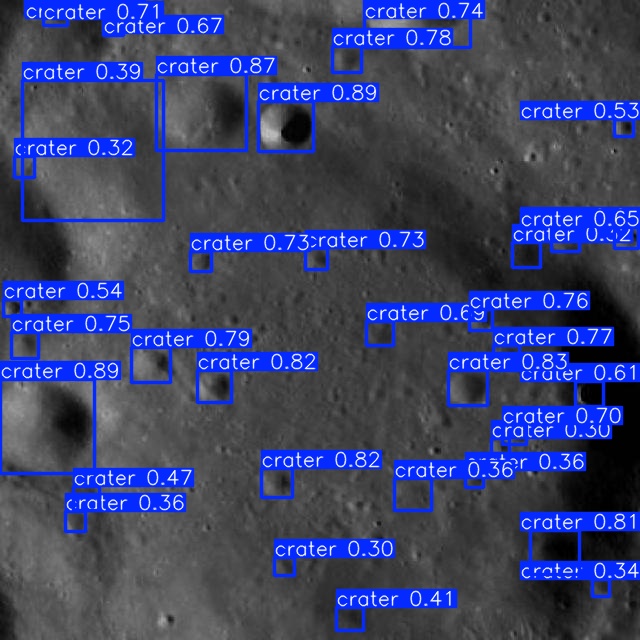 crater 0.71
crater 0.74
crater 0.67
crater 0.78
crater 0.87
crater 0.39
crater 0.89
crater 0.53
crater 0.32
crater 0.65
crater 0.73
crater 0.73
crater 0.54
crater 0.76
crater 0.69
crater 0.75
crater 0.79
crater 0.77
crater 0.82
crater 0.83
crater 0.89
crater 0.61
crater 0.70
crater 0.30
crater 0.82
crater 0.36
crater 0.36
crater 0.47
crater 0.36
crater 0.81
crater 0.30
crater 0.34
crater 0.41